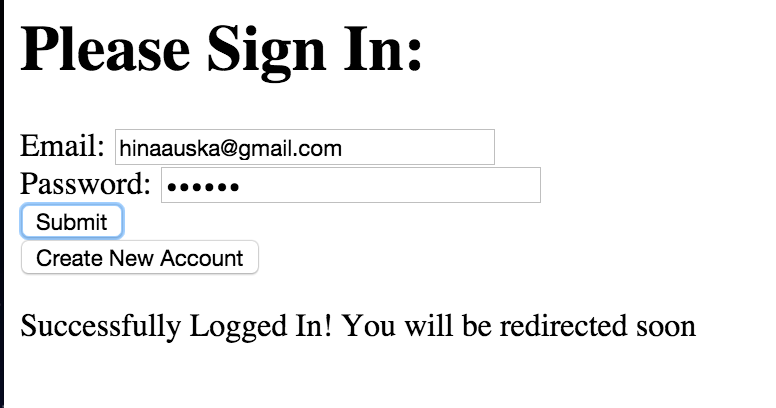 Please Sign In:
Email: hinaauska@gmail.com
Password: ••••••
Submit
Create New Account
Successfully Logged In! You will be redirected soon